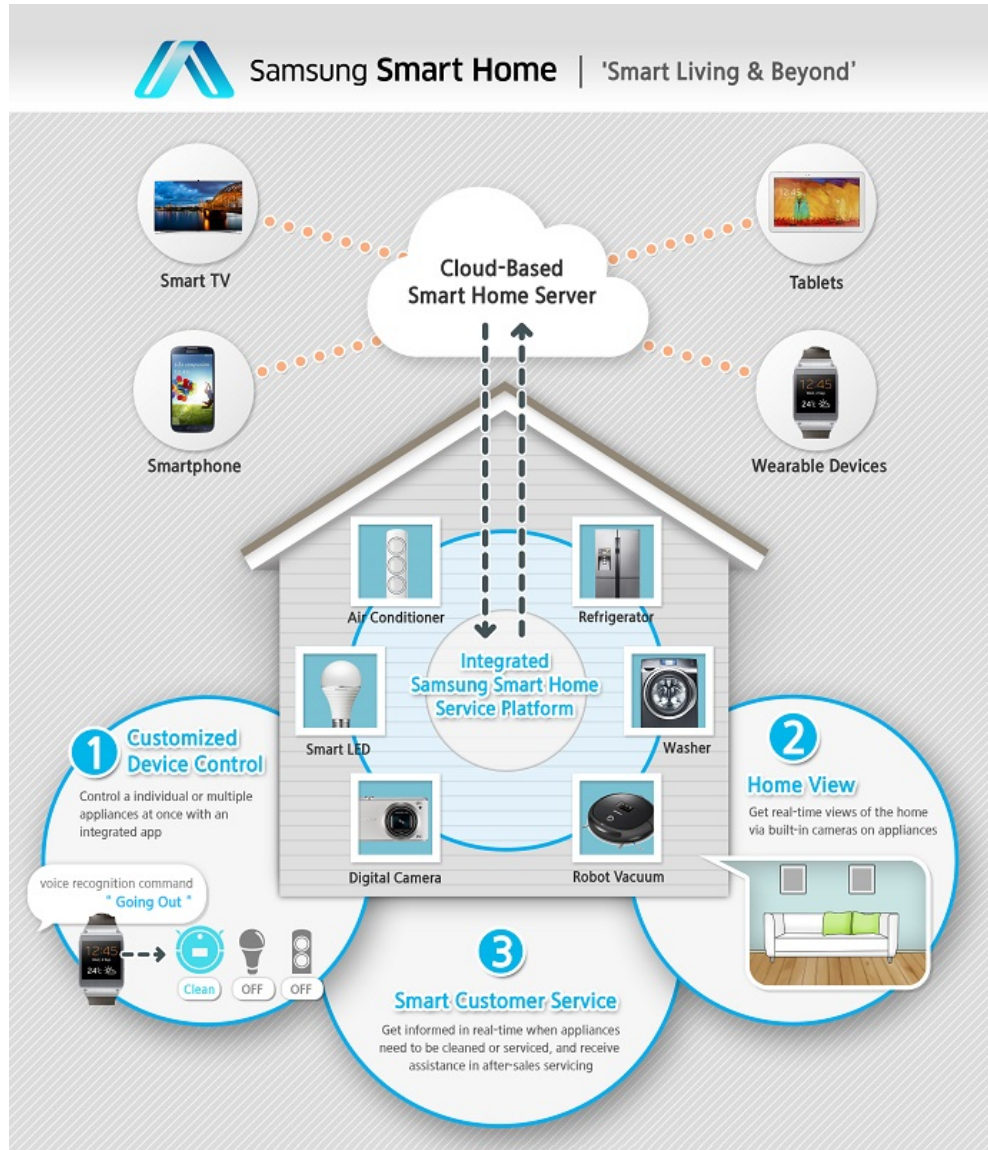 Samsung Smart Home | 'Smart Living & Beyond'
Smart TV
Tablets
Cloud-Based
Smart Home Server
Smartphone
Wearable Devices
Air Conditioner
Refrigerator
Integrated
Samsung Smart Home
Service Platform
Smart LED
Washer
Digital Camera
Robot Vacuum
1
Customized
Device Control
Control a individual or multiple
appliances at once with an
integrated app
voice recognition command
" Going Out "
12:45
24℃
Clean
OFF
OFF
2
Home View
Get real-time views of the home
via built-in cameras on appliances
3
Smart Customer Service
Get informed in real-time when appliances
need to be cleaned or serviced, and receive
assistance in after-sales servicing